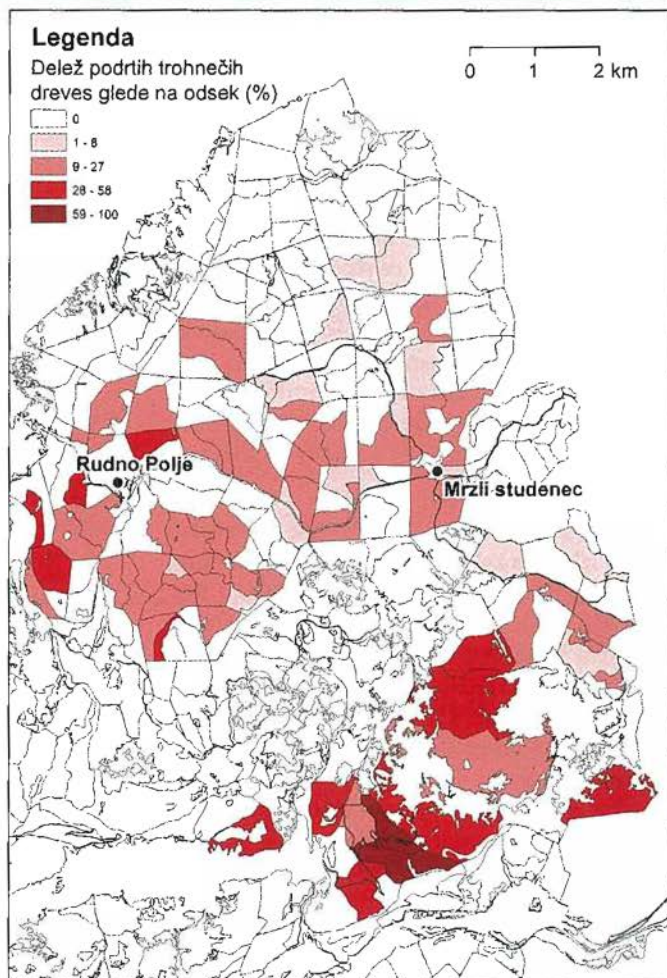 Legenda
Delež podrtih trohnečih
dreves glede na odsek (%)
0
1 - 8
9 - 27
28 - 58
59 - 100
0 1 2 km
Rudno Polje
Mrzli studenec